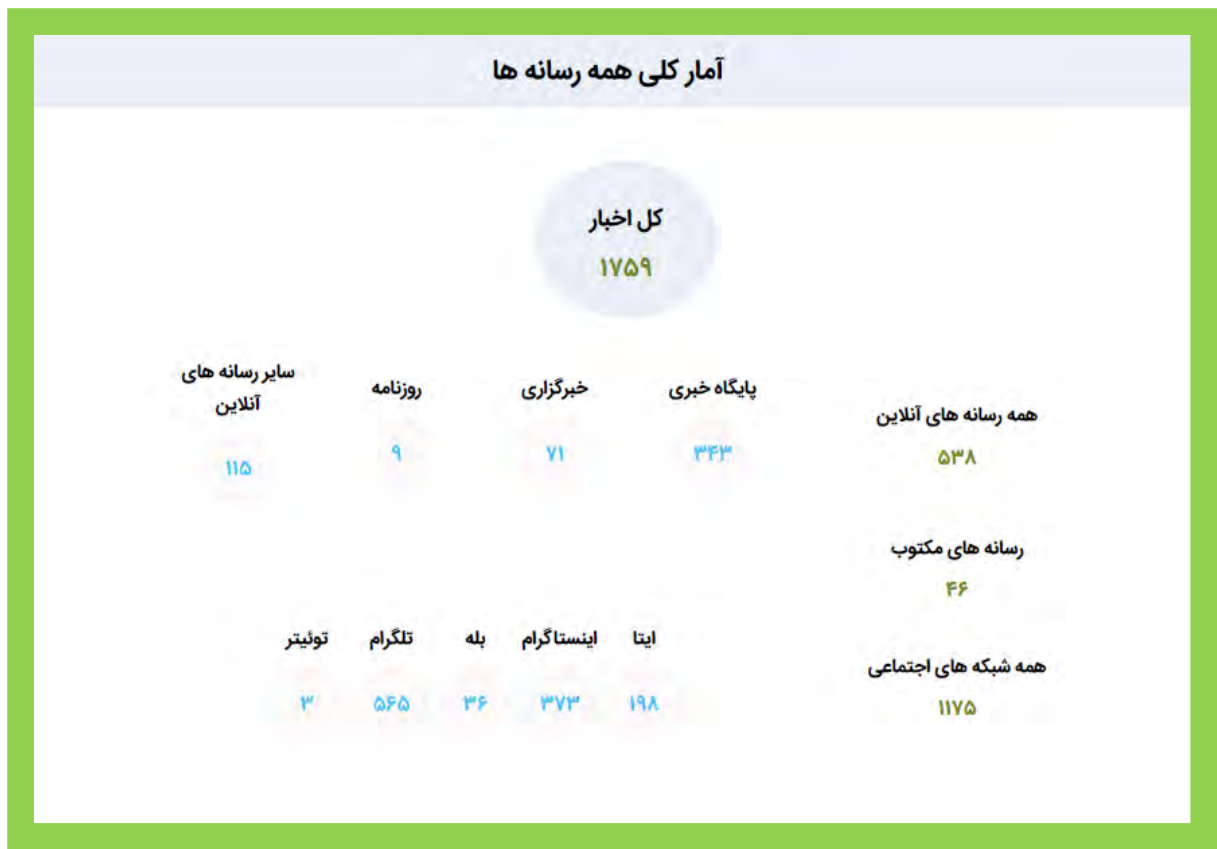 آمار کلی همه رسانه ها
کل اخبار
۱۷۵۹
همه رسانه های آنلاین
۵۳۸
پایگاه خبری
۳۴۳
خبرگزاری
۷۱
روزنامه
۹
سایر رسانه های
آنلاین
۱۱۵
رسانه های مکتوب
۴۶
همه شبکه های اجتماعی
۱۱۷۵
ایتا
۱۹۸
اینستاگرام
۳۷۳
بله
۳۶
تلگرام
۵۶۵
توئیتر
۳